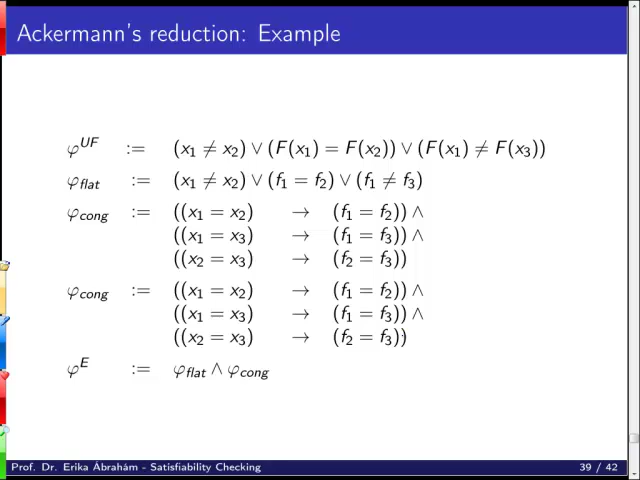 Ackermann's reduction: Example
φ^UF := (x₁ ≠ x₂) ∨ (F(x₁) = F(x₂)) ∨ (F(x₁) ≠ F(x₃))
φ_flat := (x₁ ≠ x₂) ∨ (f₁ = f₂) ∨ (f₁ ≠ f₃)
φ_cong := ((x₁ = x₂) → (f₁ = f₂)) ∧
((x₁ = x₃) → (f₁ = f₃)) ∧
((x₂ = x₃) → (f₂ = f₃))
φ_cong := ((x₁ = x₂) → (f₁ = f₂)) ∧
((x₁ = x₃) → (f₁ = f₃)) ∧
((x₂ = x₃) → (f₂ = f₃))
φ^E := φ_flat ∧ φ_cong
Prof. Dr. Erika Ábrahám - Satisfiability Checking 39 / 42